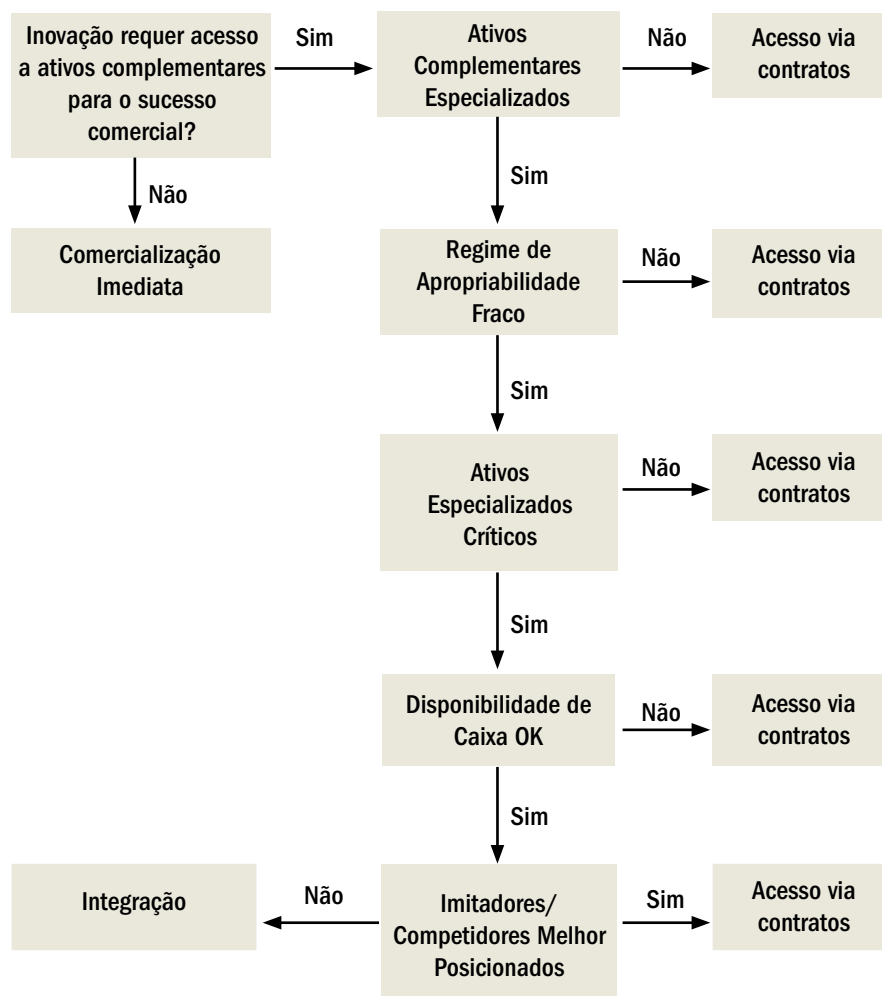 Inovação requer acesso
a ativos complementares
para o sucesso
comercial?
Sim
Ativos
Complementares
Especializados
Não
Acesso via
contratos
Não
Comercialização
Imediata
Sim
Regime de
Apropriabilidade
Fraco
Não
Acesso via
contratos
Sim
Ativos
Especializados
Críticos
Não
Acesso via
contratos
Sim
Disponibilidade de
Caixa OK
Não
Acesso via
contratos
Sim
Integração
Não
Imitadores/
Competidores Melhor
Posicionados
Sim
Acesso via
contratos